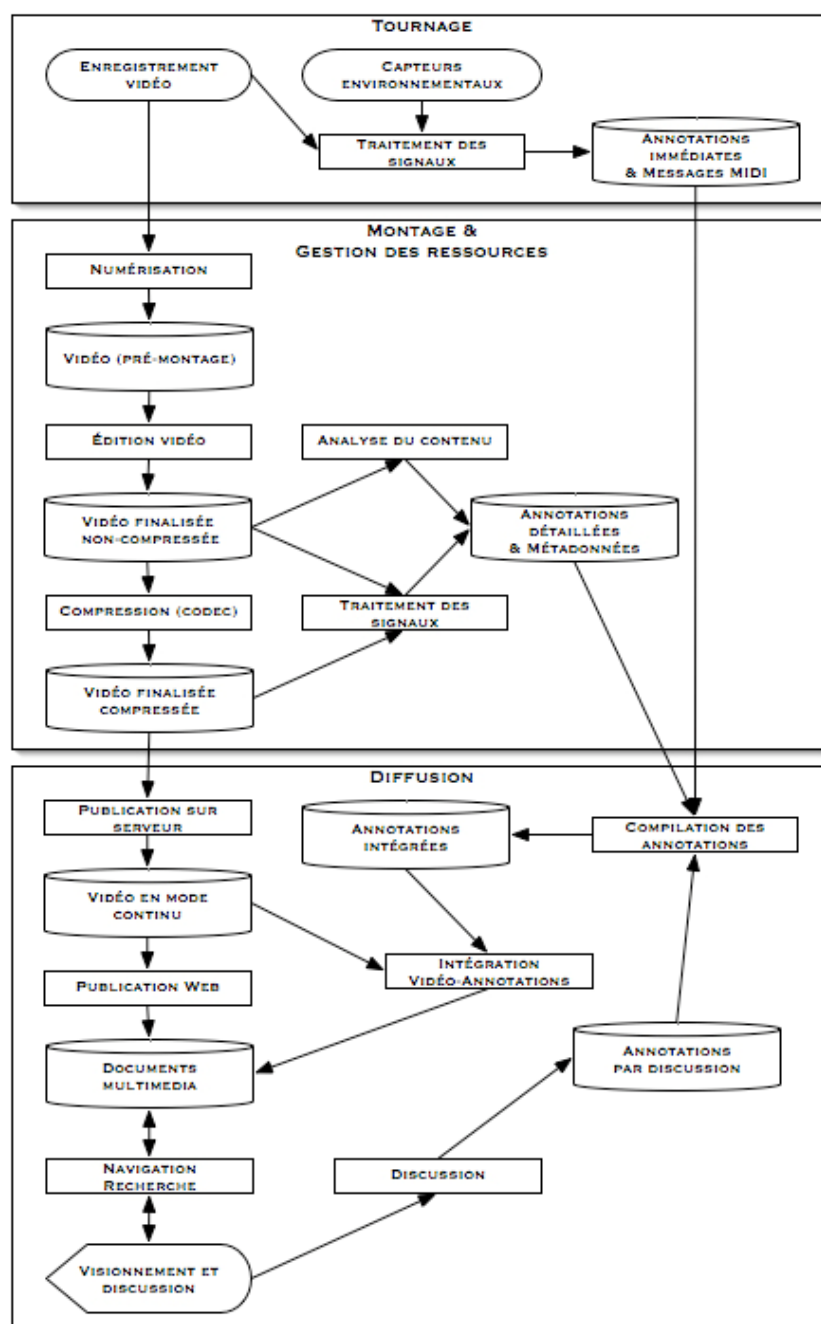 Tournage
Enregistrement
vidéo
Capteurs
environnementaux
Traitement des
signaux
Annotations
immédiates
& Messages MIDI
Montage &
Gestion des ressources
Numérisation
Vidéo (pré-montage)
Édition vidéo
Analyse du contenu
Vidéo finalisée
non-compressée
Annotations
détaillées
& Métadonnées
Compression (codec)
Traitement des
signaux
Vidéo finalisée
compressée
Diffusion
Publication sur
serveur
Annotations
intégrées
Compilation des
annotations
Vidéo en mode
continu
Intégration
Vidéo-Annotations
Publication Web
Documents
multimedia
Annotations
par discussion
Navigation
Recherche
Discussion
Visionnement et
discussion